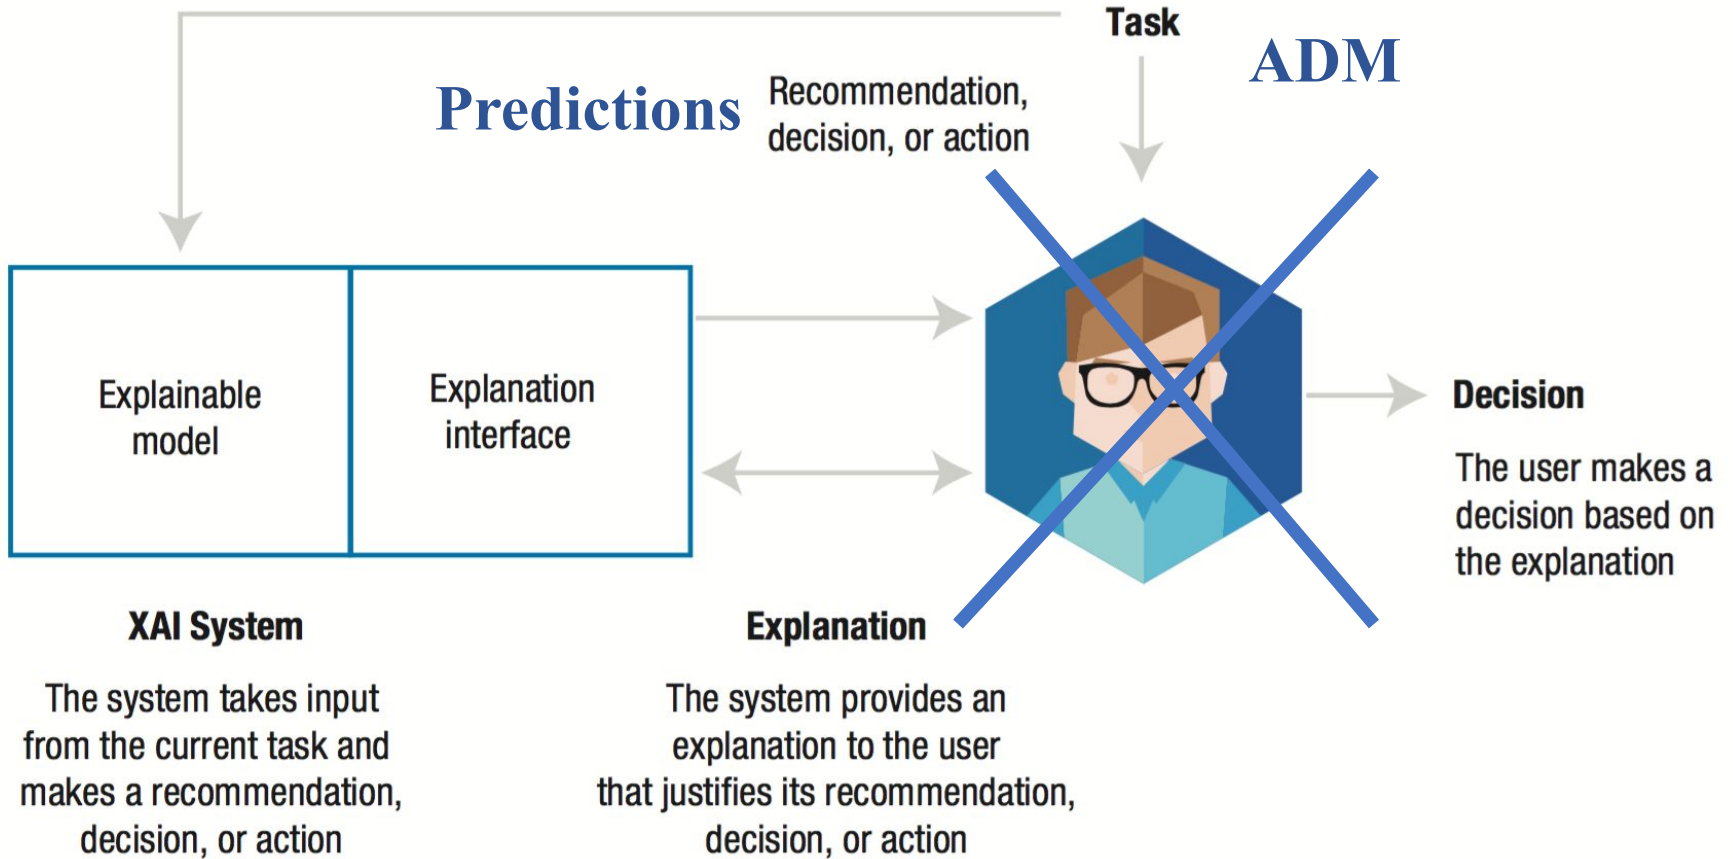 Task
ADM
Predictions
Recommendation,
decision, or action
Explainable
model
Explanation
interface
Decision
The user makes a
decision based on
the explanation
XAI System
The system takes input
from the current task and
makes a recommendation,
decision, or action
Explanation
The system provides an
explanation to the user
that justifies its recommendation,
decision, or action